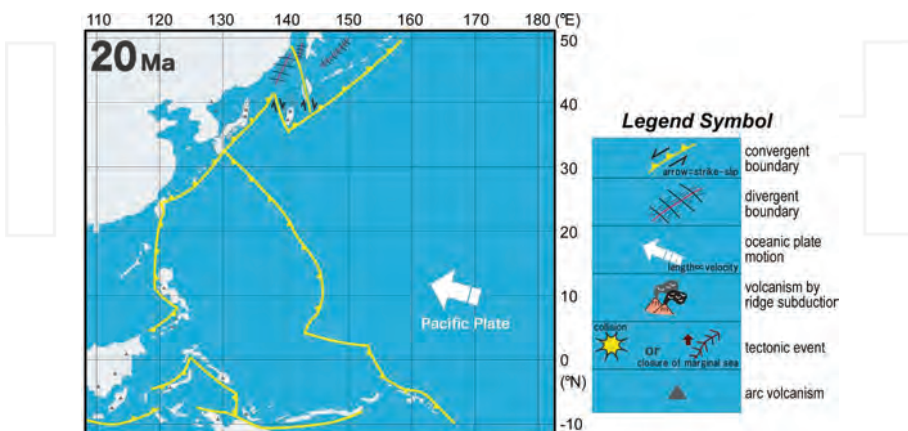 110 120 130 140 150 160 170 180 (°E)
20 Ma
50
40
30
20
10
0
(°N)
-10
Pacific Plate
Legend Symbol
arrow=strike-slip
convergent
boundary
divergent
boundary
length∝velocity
oceanic plate
motion
volcanism by
ridge subduction
collision
or
closure of marginal sea
tectonic event
arc volcanism